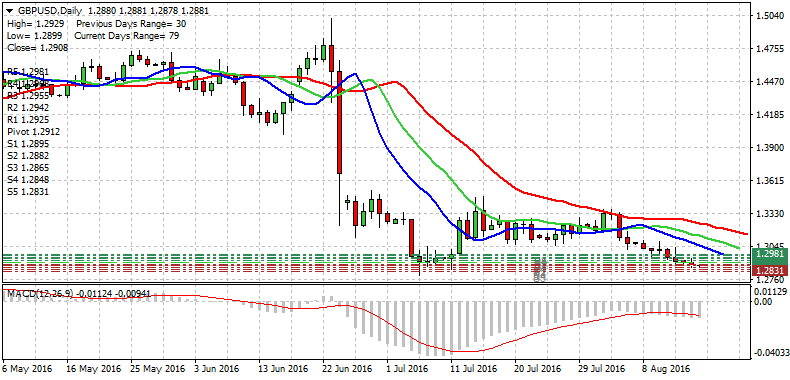 GBPUSD,Daily 1.2880 1.2881 1.2878 1.2881
High= 1.2929 Previous Days Range= 30
Low= 1.2899 Current Days Range= 79
Close= 1.2908
R5 1.2981
R3 1.2955
R2 1.2942
R1 1.2925
Pivot 1.2912
S1 1.2895
S2 1.2882
S3 1.2865
S4 1.2848
S5 1.2831
1.5040
1.4755
1.4470
1.4185
1.3900
1.3615
1.3330
1.3045
1.2981
1.2831
1.2760
MACD(12,26,9) -0.01124 -0.00941
0.01129
0.00
-0.04033
6 May 2016 16 May 2016 25 May 2016 3 Jun 2016 13 Jun 2016 22 Jun 2016 1 Jul 2016 11 Jul 2016 20 Jul 2016 29 Jul 2016 8 Aug 2016